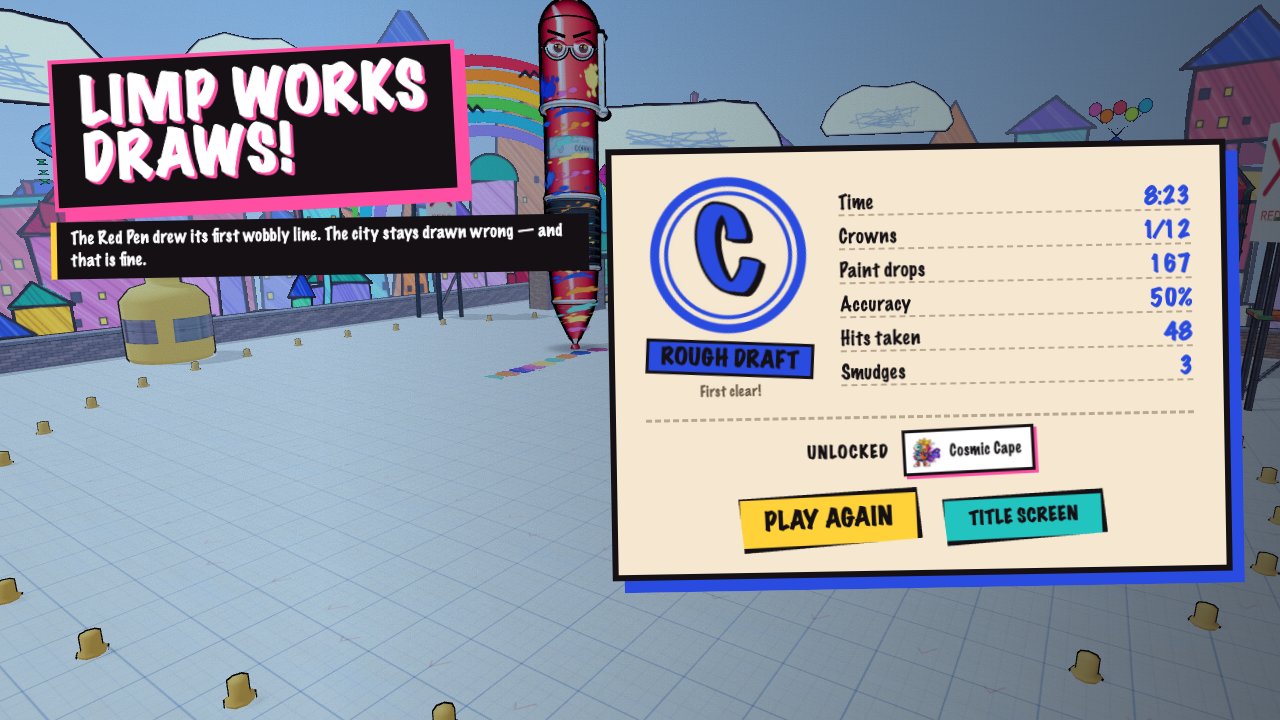 LIMP WORKS
DRAWS!
The Red Pen drew its first wobbly line. The city stays drawn wrong — and
that is fine.
C
ROUGH DRAFT
First clear!
Time 8:23
Crowns 1/12
Paint drops 167
Accuracy 50%
Hits taken 48
Smudges 3
UNLOCKED Cosmic Cape
PLAY AGAIN
TITLE SCREEN